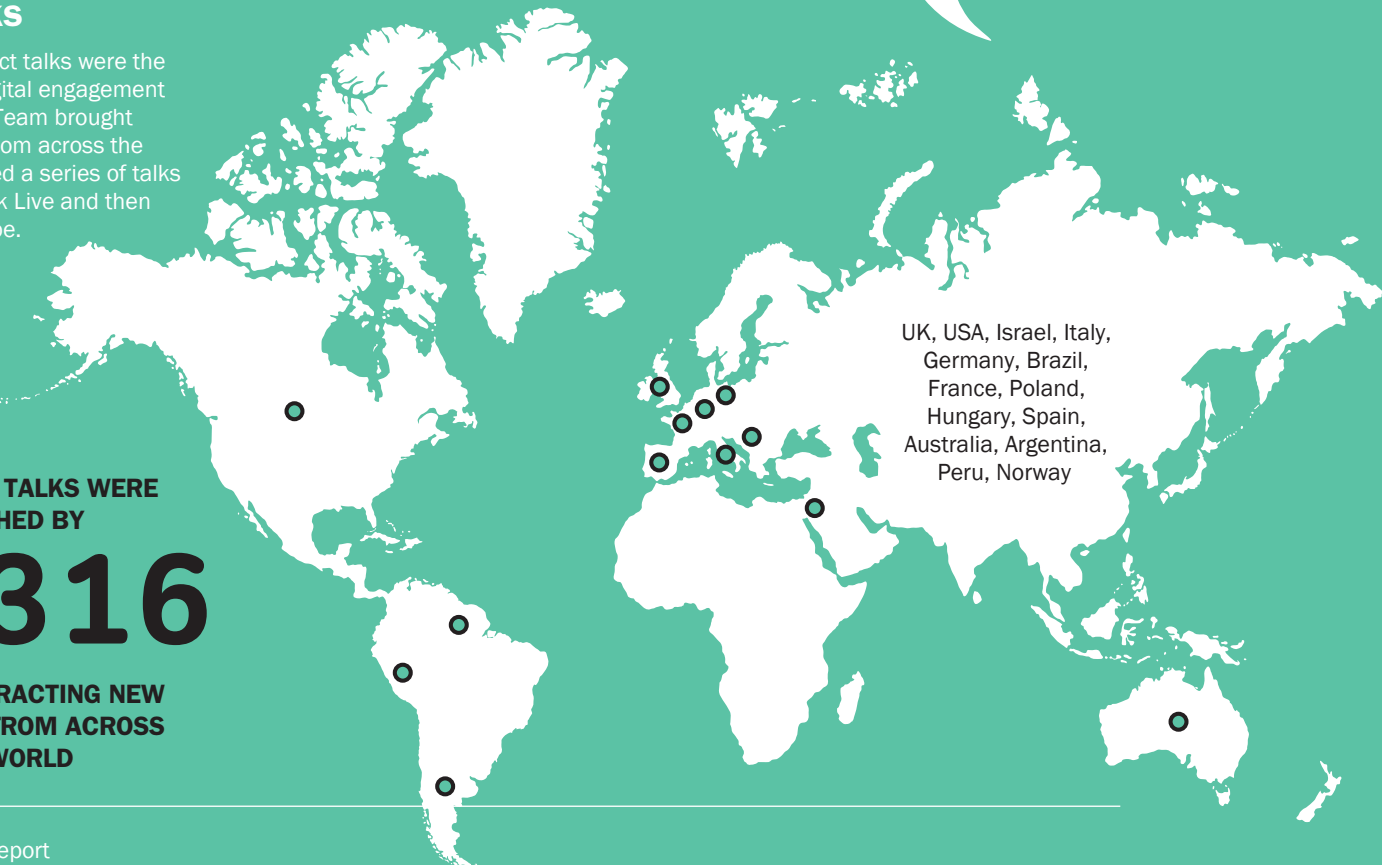 ks
ct talks were the
gital engagement
Team brought
om across the
ed a series of talks
k Live and then
be.
UK, USA, Israel, Italy,
Germany, Brazil,
France, Poland,
Hungary, Spain,
Australia, Argentina,
Peru, Norway
TALKS WERE
HED BY
316
RACTING NEW
FROM ACROSS
WORLD
eport